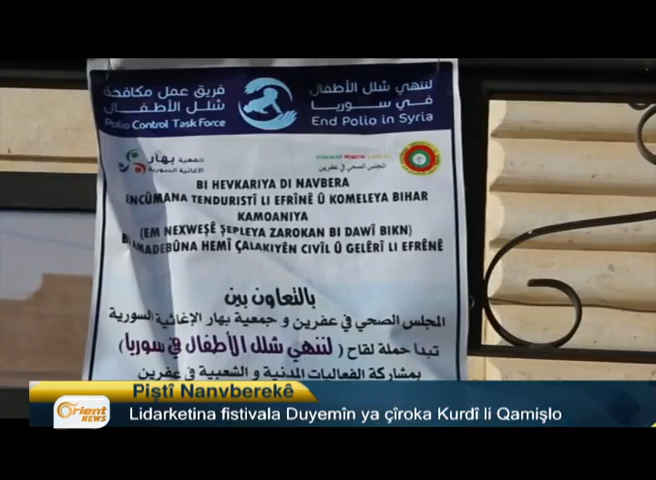 فريق عمل مكافحة
شلل الأطفال
Polio Control Task Force
لننهي شلل الأطفال
في سوريا
End Polio in Syria
جمعية بهار
الإغاثية السورية
المجلس الصحي في عفرين
BI HEVKARIYA DI NAVBERA
ENCÛMANA TENDURISTÎ LI EFRÎNÊ Û KOMELEYA BIHAR
KAMOANIYA
(EM NEXWEŞÊ ŞEPLEYA ZAROKAN BI DAWÎ BIKN)
BI AMADEBÛNA HEMÎ ÇALAKIYÊN CIVÎL Û GELÊRÎ LI EFRÊNÊ
بالتعاون بين
المجلس الصحي في عفرين و جمعية بهار الإغاثية السورية
تبدأ حملة لقاح ( لننهي شلل الأطفال في سوريا)
بمشاركة الفعاليات المدنية و الشعبية في عفرين
Piştî Nanvberekê
Orient
NEWS
Lidarketina fistivala Duyemîn ya çîroka Kurdî li Qamişlo